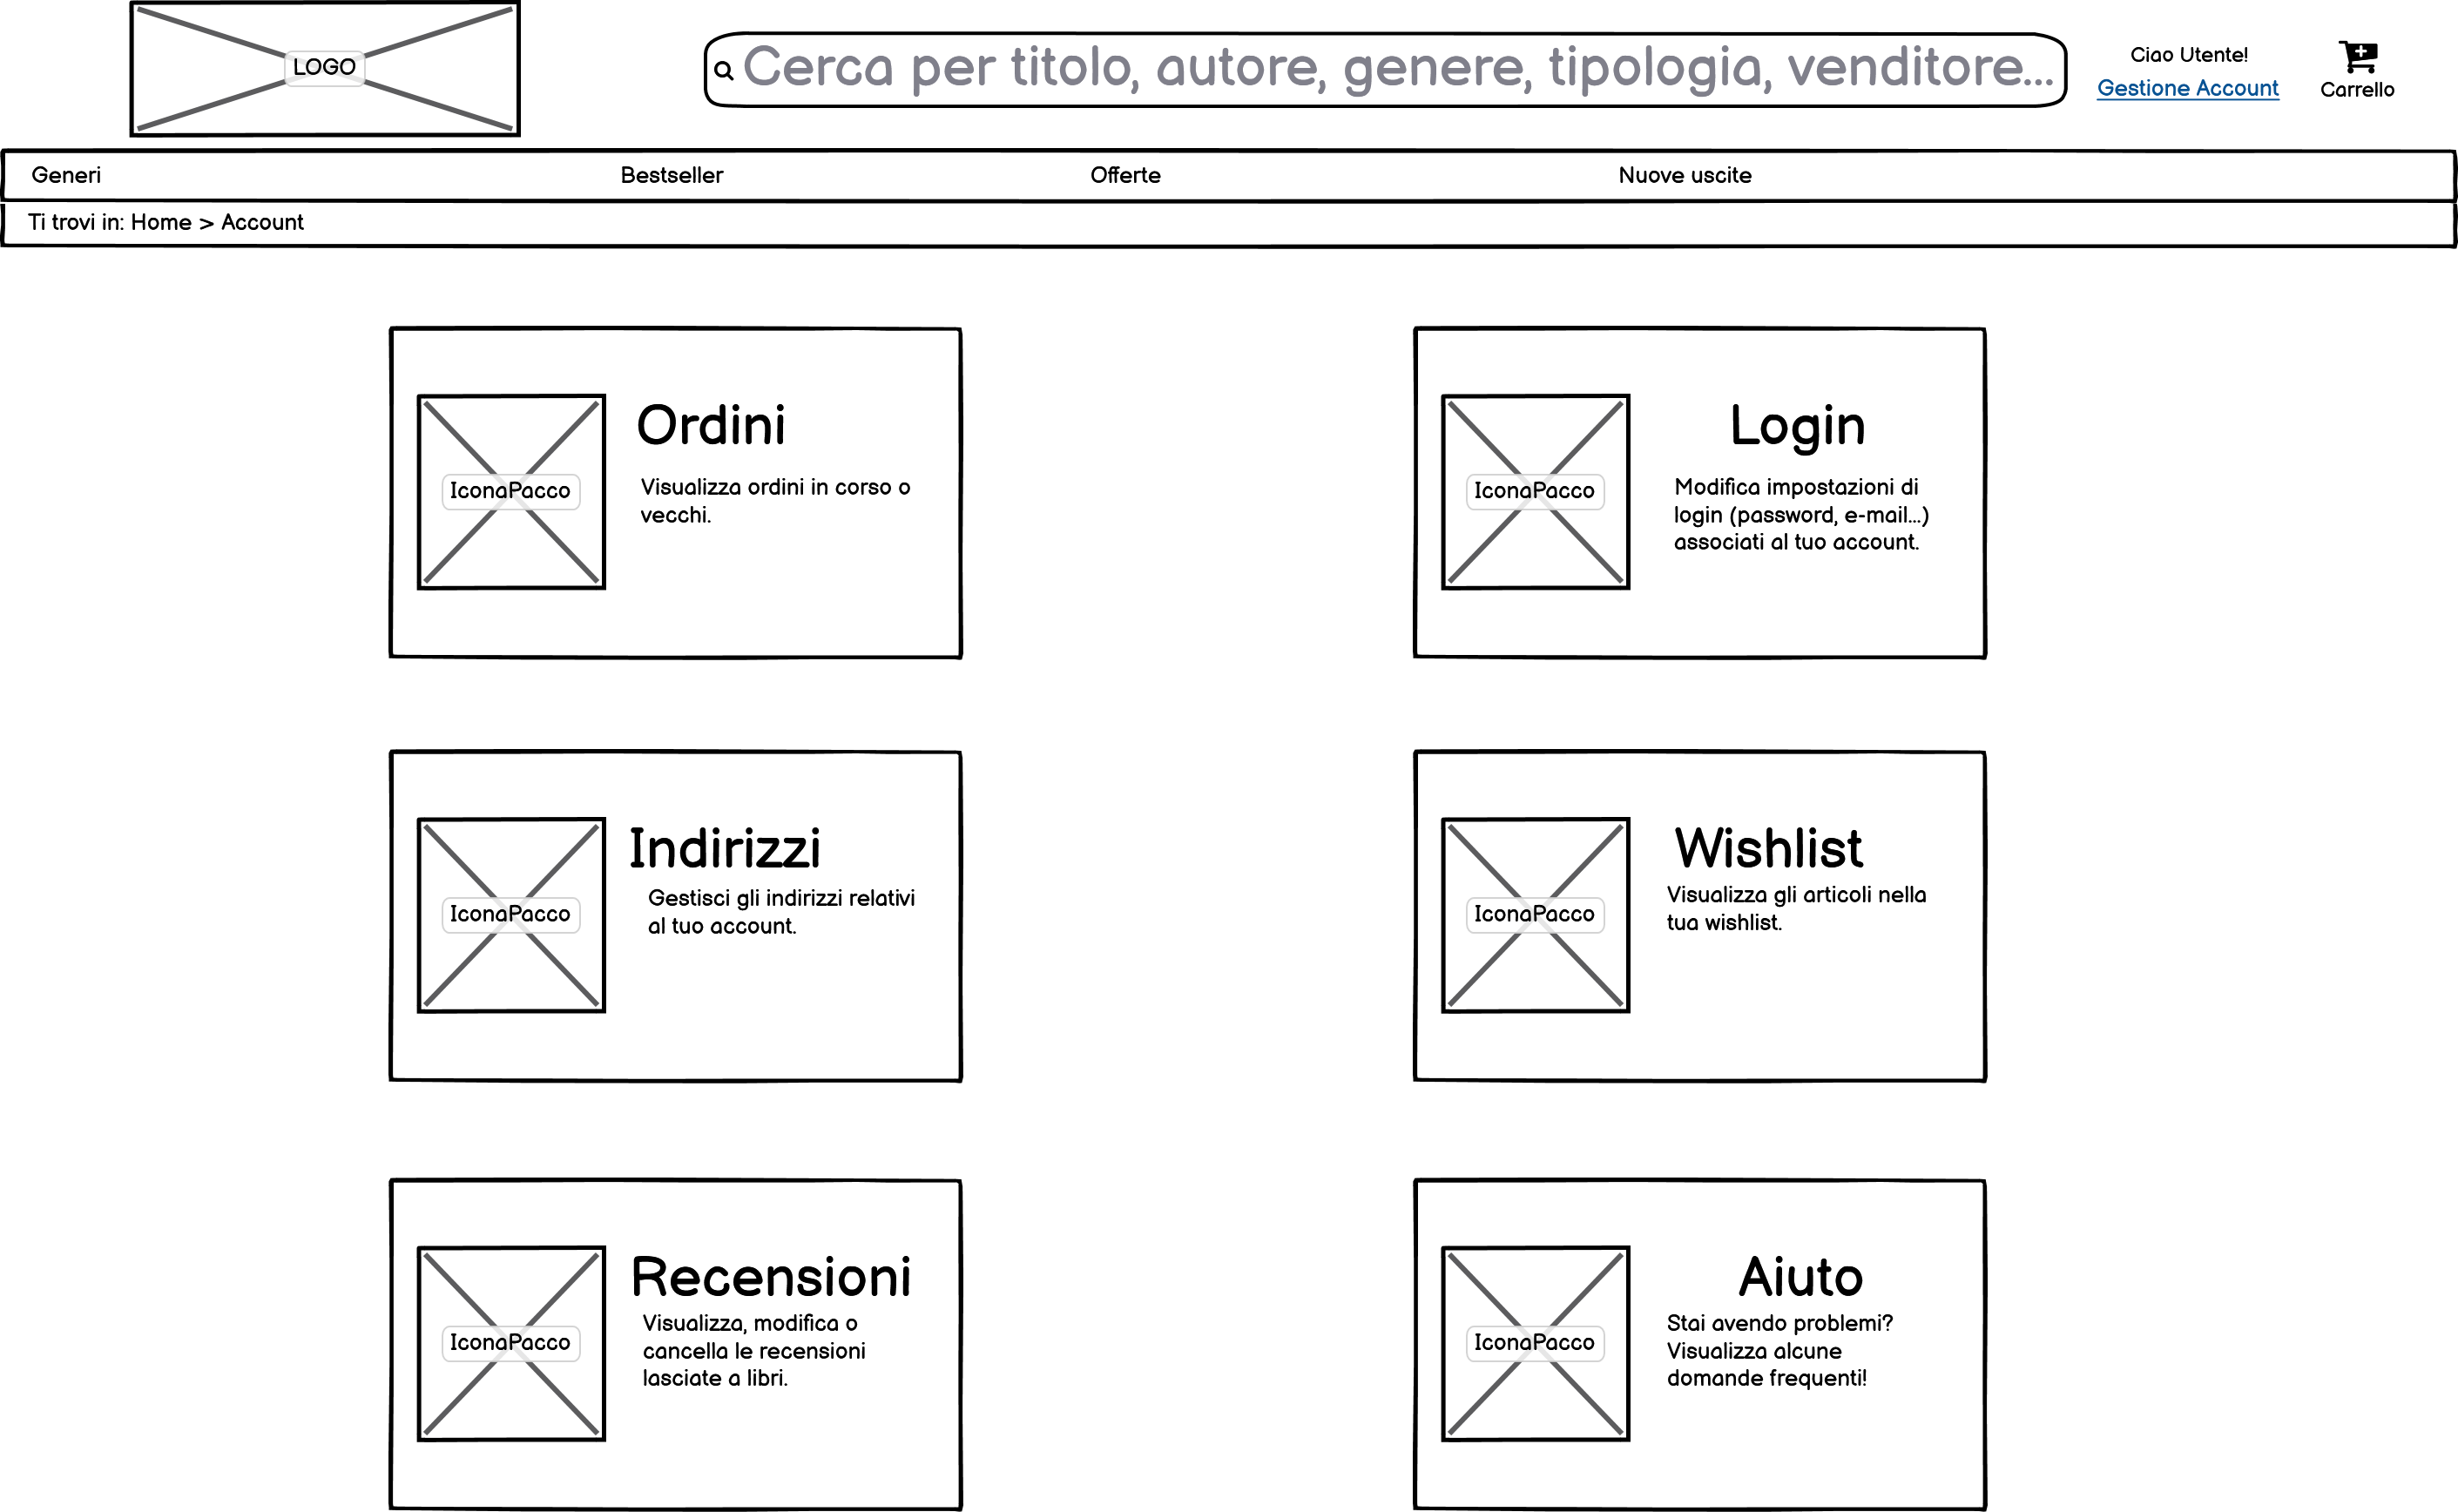 LOGO
Cerca per titolo, autore, genere, tipologia, venditore...
Ciao Utente!
Gestione Account
Carrello
Generi
Bestseller
Offerte
Nuove uscite
Ti trovi in: Home > Account
IconaPacco
Ordini
Visualizza ordini in corso o
vecchi.
IconaPacco
Login
Modifica impostazioni di
login (password, e-mail...)
associati al tuo account.
IconaPacco
Indirizzi
Gestisci gli indirizzi relativi
al tuo account.
IconaPacco
Wishlist
Visualizza gli articoli nella
tua wishlist.
IconaPacco
Recensioni
Visualizza, modifica o
cancella le recensioni
lasciate a libri.
IconaPacco
Aiuto
Stai avendo problemi?
Visualizza alcune
domande frequenti!